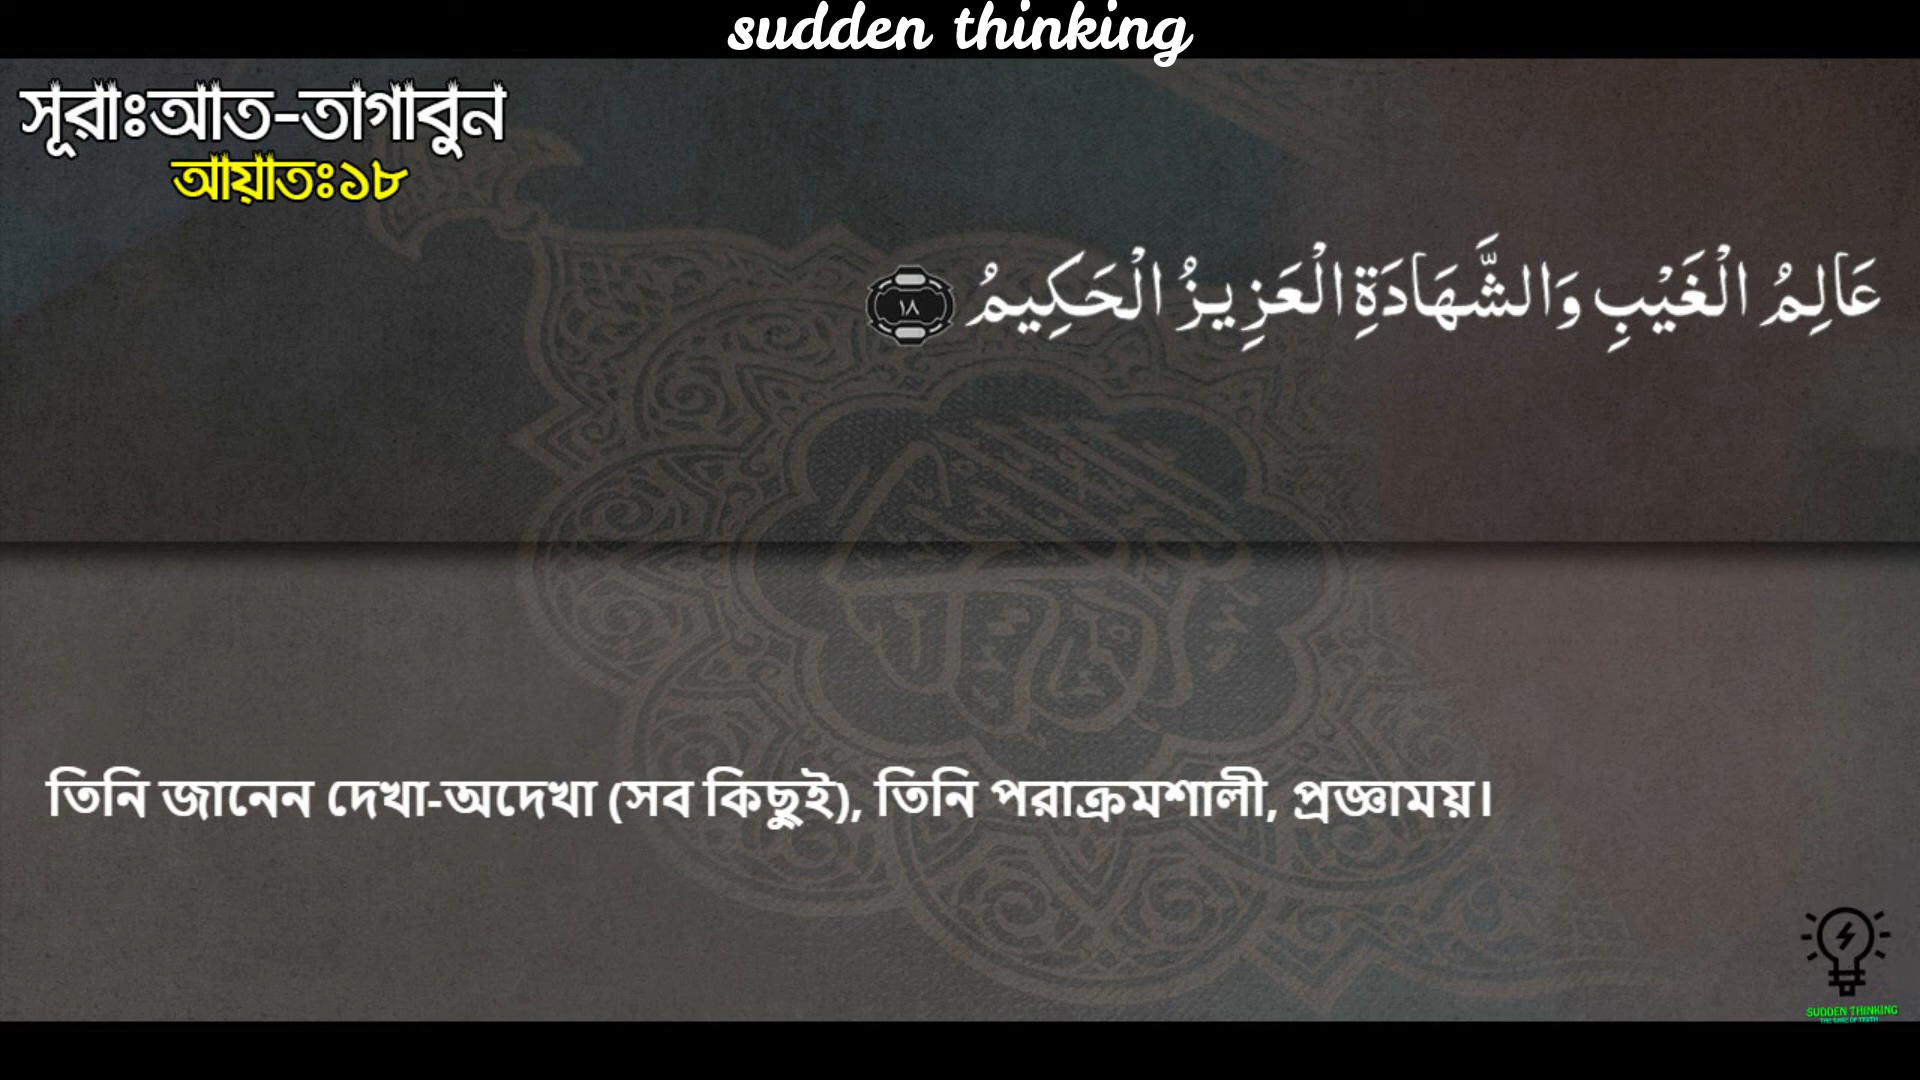 sudden thinking
সূরাঃআত-তাগাবুন
আয়াতঃ১৮
عَالِمُ الْغَيْبِ وَالشَّهَادَةِ الْعَزِيزُ الْحَكِيمُ ١٨
তিনি জানেন দেখা-অদেখা (সব কিছুই), তিনি পরাক্রমশালী, প্রজ্ঞাময়।
SUDDEN THINKING